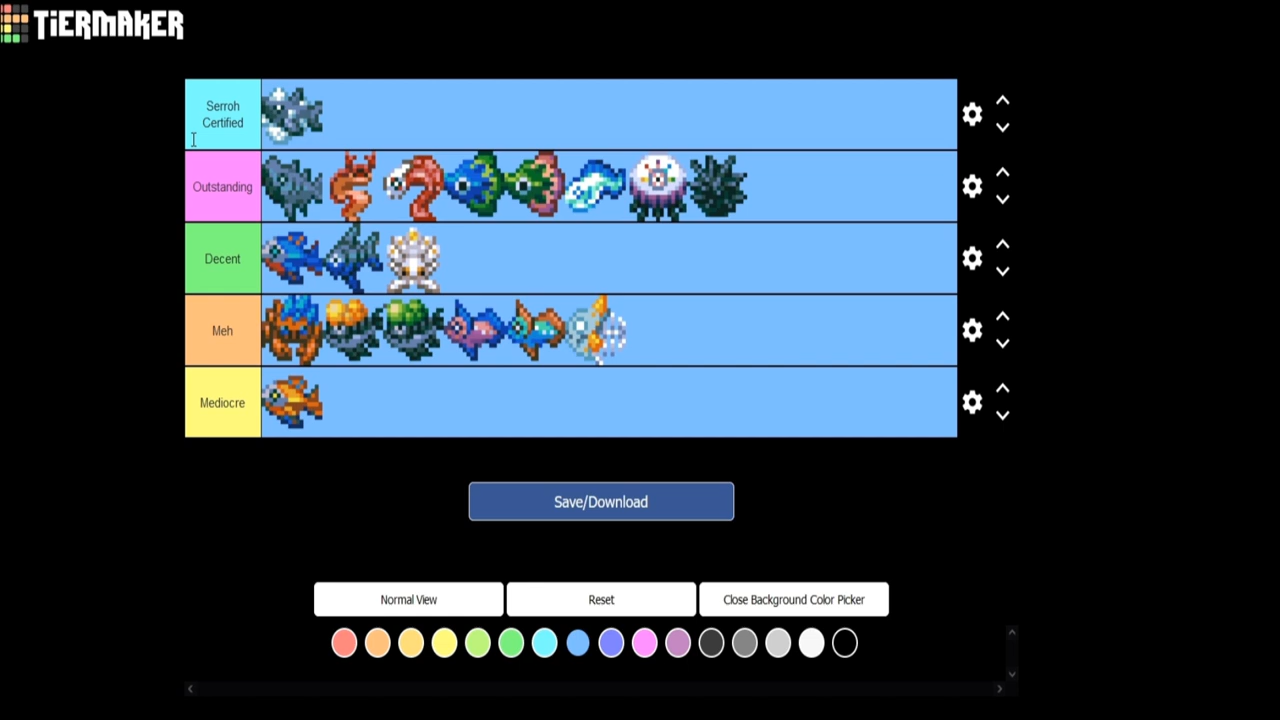 TIERMAKER
Serroh
Certified
Outstanding
Decent
Meh
Mediocre
Save/Download
Normal View
Reset
Close Background Color Picker